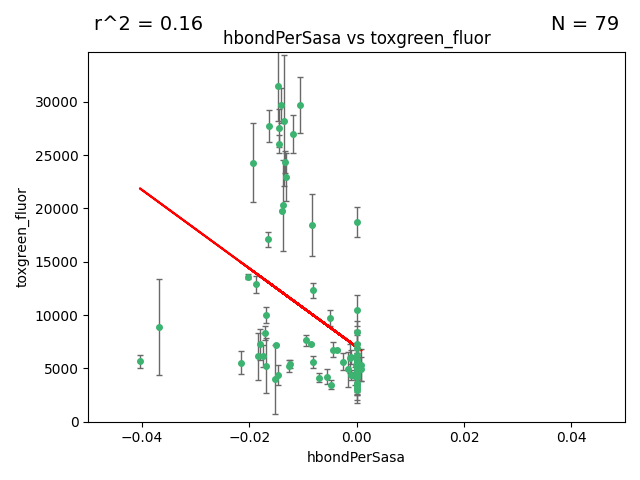 r^2 = 0.16 N = 79
hbondPerSasa vs toxgreen_fluor
30000
25000
20000
15000
10000
5000
0
toxgreen_fluor
−0.04 −0.02 0.00 0.02 0.04
hbondPerSasa